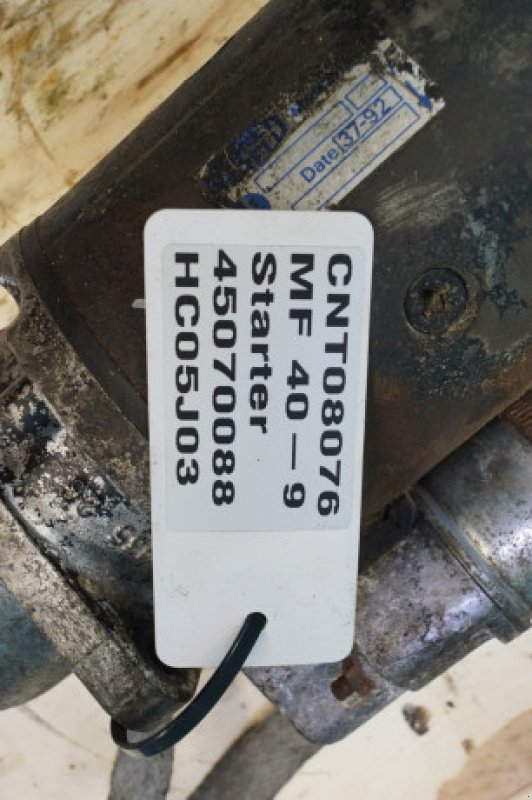 Date 37-92
CNT08076
MF 40-9
Starter
45070088
HC05J03